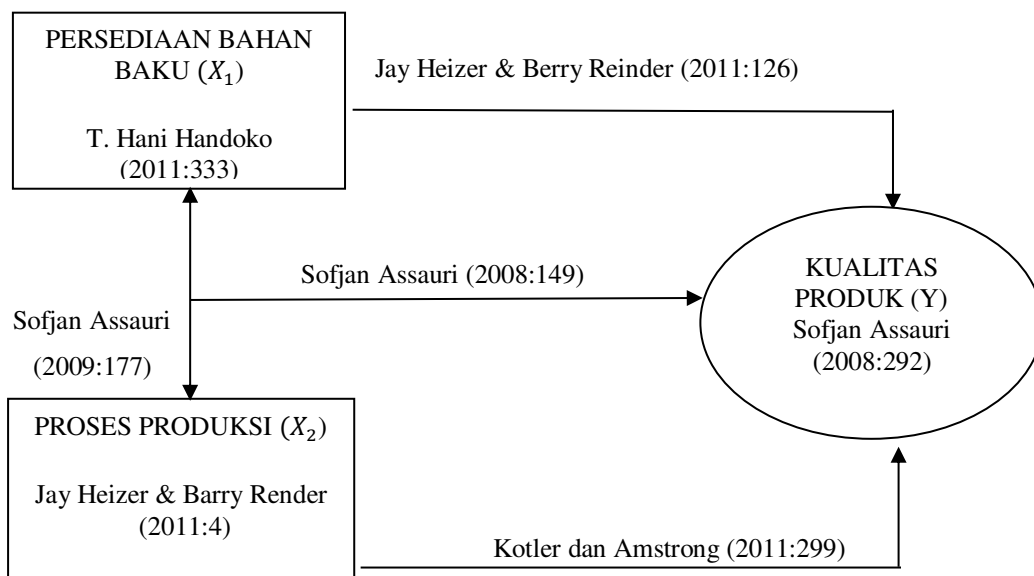 PERSEDIAAN BAHAN
BAKU (𝑋₁)
T. Hani Handoko
(2011:333)
Jay Heizer & Berry Reinder (2011:126)
Sofjan Assauri (2008:149)
Sofjan Assauri
(2009:177)
KUALITAS
PRODUK (Y)
Sofjan Assauri
(2008:292)
PROSES PRODUKSI (𝑋₂)
Jay Heizer & Barry Render
(2011:4)
Kotler dan Amstrong (2011:299)